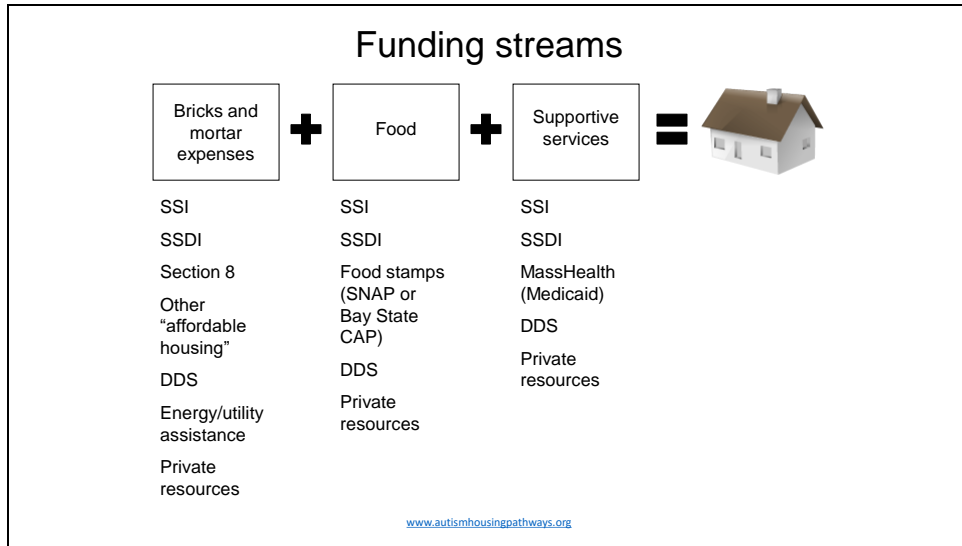 Funding streams
Bricks and
mortar
expenses
Food
Supportive
services
SSI
SSDI
Section 8
Other
“affordable
housing”
DDS
Energy/utility
assistance
Private
resources
SSI
SSDI
Food stamps
(SNAP or
Bay State
CAP)
DDS
Private
resources
SSI
SSDI
MassHealth
(Medicaid)
DDS
Private
resources
www.autismhousingpathways.org